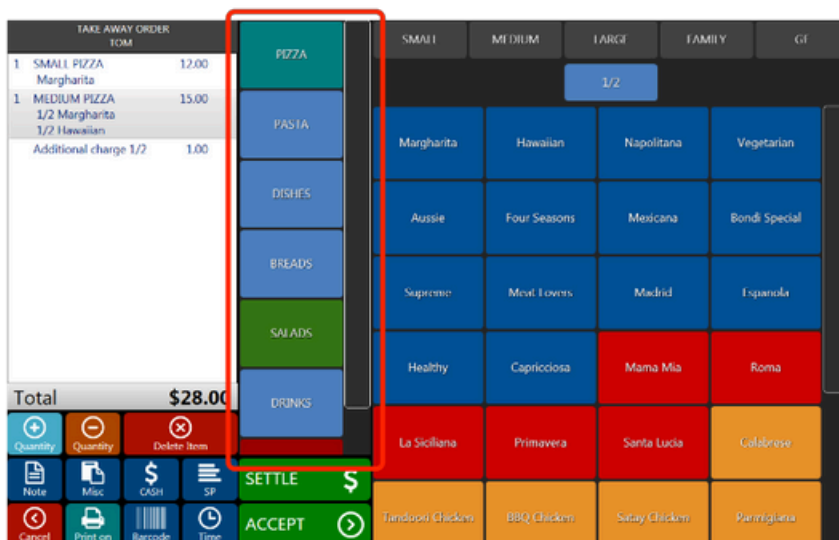 TAKE AWAY ORDER
TOM
1 SMALL PIZZA 12.00
Margharita
1 MEDIUM PIZZA 15.00
1/2 Margharita
1/2 Hawaiian
Additional charge 1/2 1.00
Total $28.00
Quantity Quantity Delete Item
Note Misc CASH SP
Cancel Print on Barcode Time
PIZZA
PASTA
DISHES
BREADS
SALADS
DRINKS
SETTLE $
ACCEPT
SMALL MEDIUM LARGE FAMILY GF
1/2
Margharita Hawaiian Napolitana Vegetarian
Aussie Four Seasons Mexicana Bondi Special
Supreme Meat Lovers Madrid Espanola
Healthy Capricciosa Mama Mia Roma
La Siciliana Primavera Santa Lucia Calabrese
Tandoori Chicken BBQ Chicken Satay Chicken Parmigiana